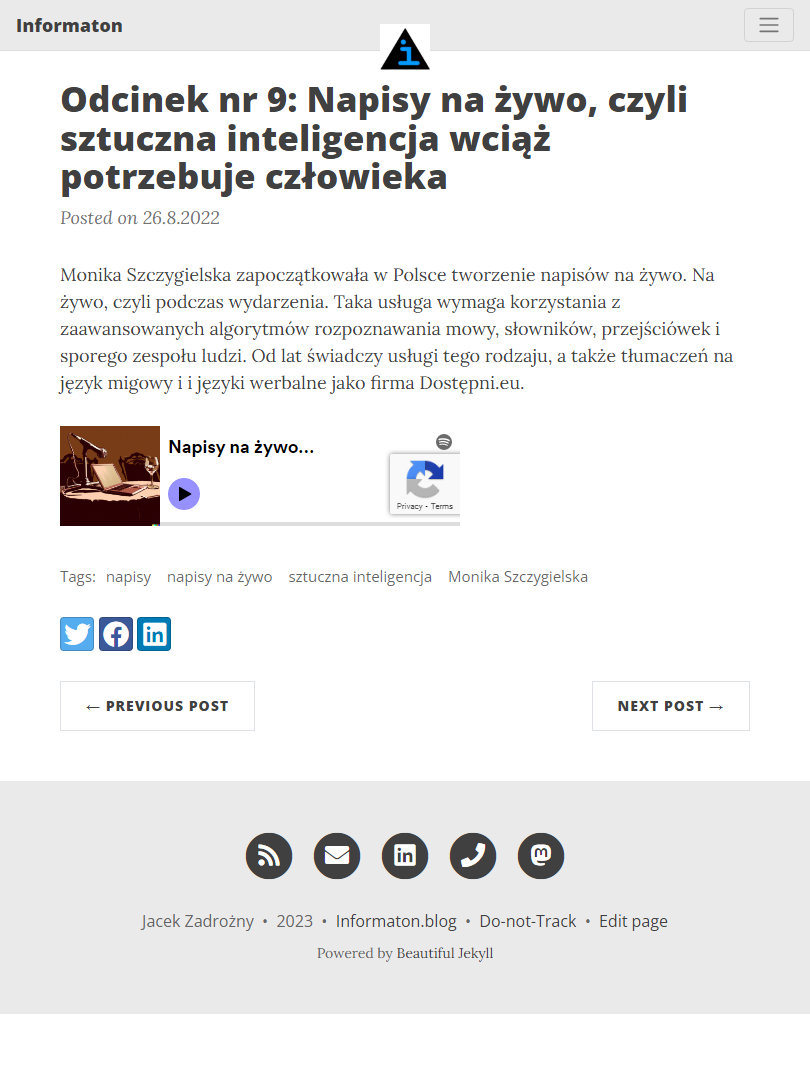 Informaton
i
Odcinek nr 9: Napisy na żywo, czyli
sztuczna inteligencja wciąż
potrzebuje człowieka
Posted on 26.8.2022
Monika Szczygielska zapoczątkowała w Polsce tworzenie napisów na żywo. Na
żywo, czyli podczas wydarzenia. Taka usługa wymaga korzystania z
zaawansowanych algorytmów rozpoznawania mowy, słowników, przejściówek i
sporego zespołu ludzi. Od lat świadczy usługi tego rodzaju, a także tłumaczeń na
język migowy i i języki werbalne jako firma Dostępni.eu.
Napisy na żywo...
Privacy - Terms
Tags: napisy napisy na żywo sztuczna inteligencja Monika Szczygielska
← PREVIOUS POST
NEXT POST →
Jacek Zadrożny • 2023 • Informaton.blog • Do-not-Track • Edit page
Powered by Beautiful Jekyll